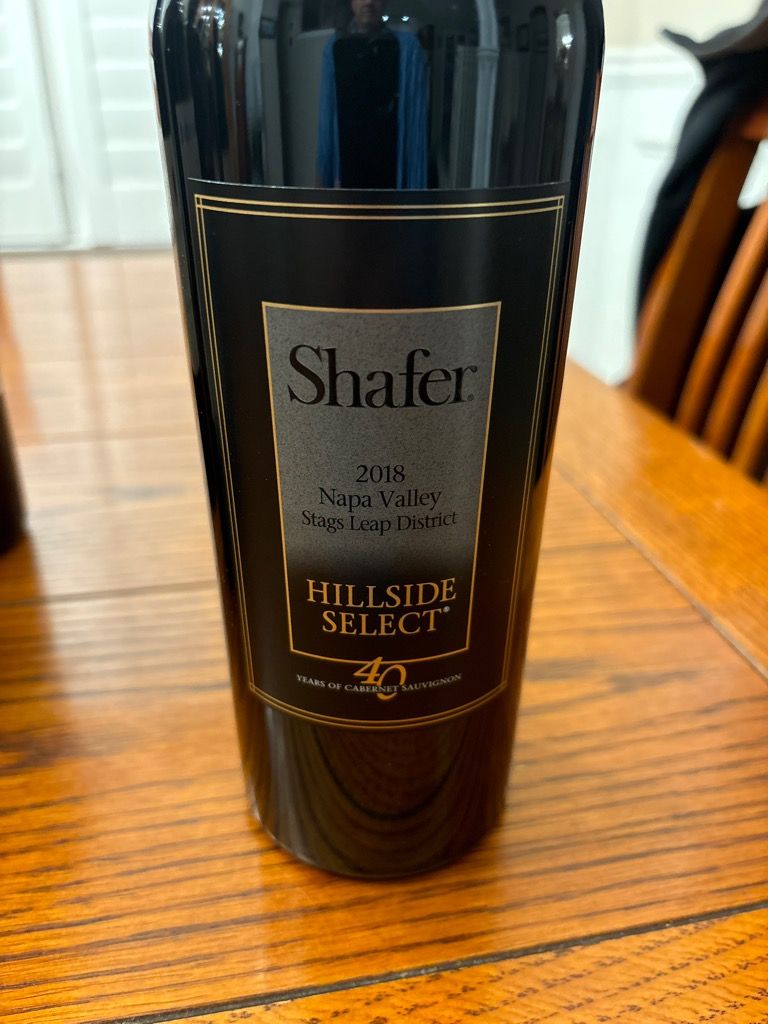 Shafer®
2018
Napa Valley
Stags Leap District
HILLSIDE
SELECT®
40
YEARS OF CABERNET SAUVIGNON